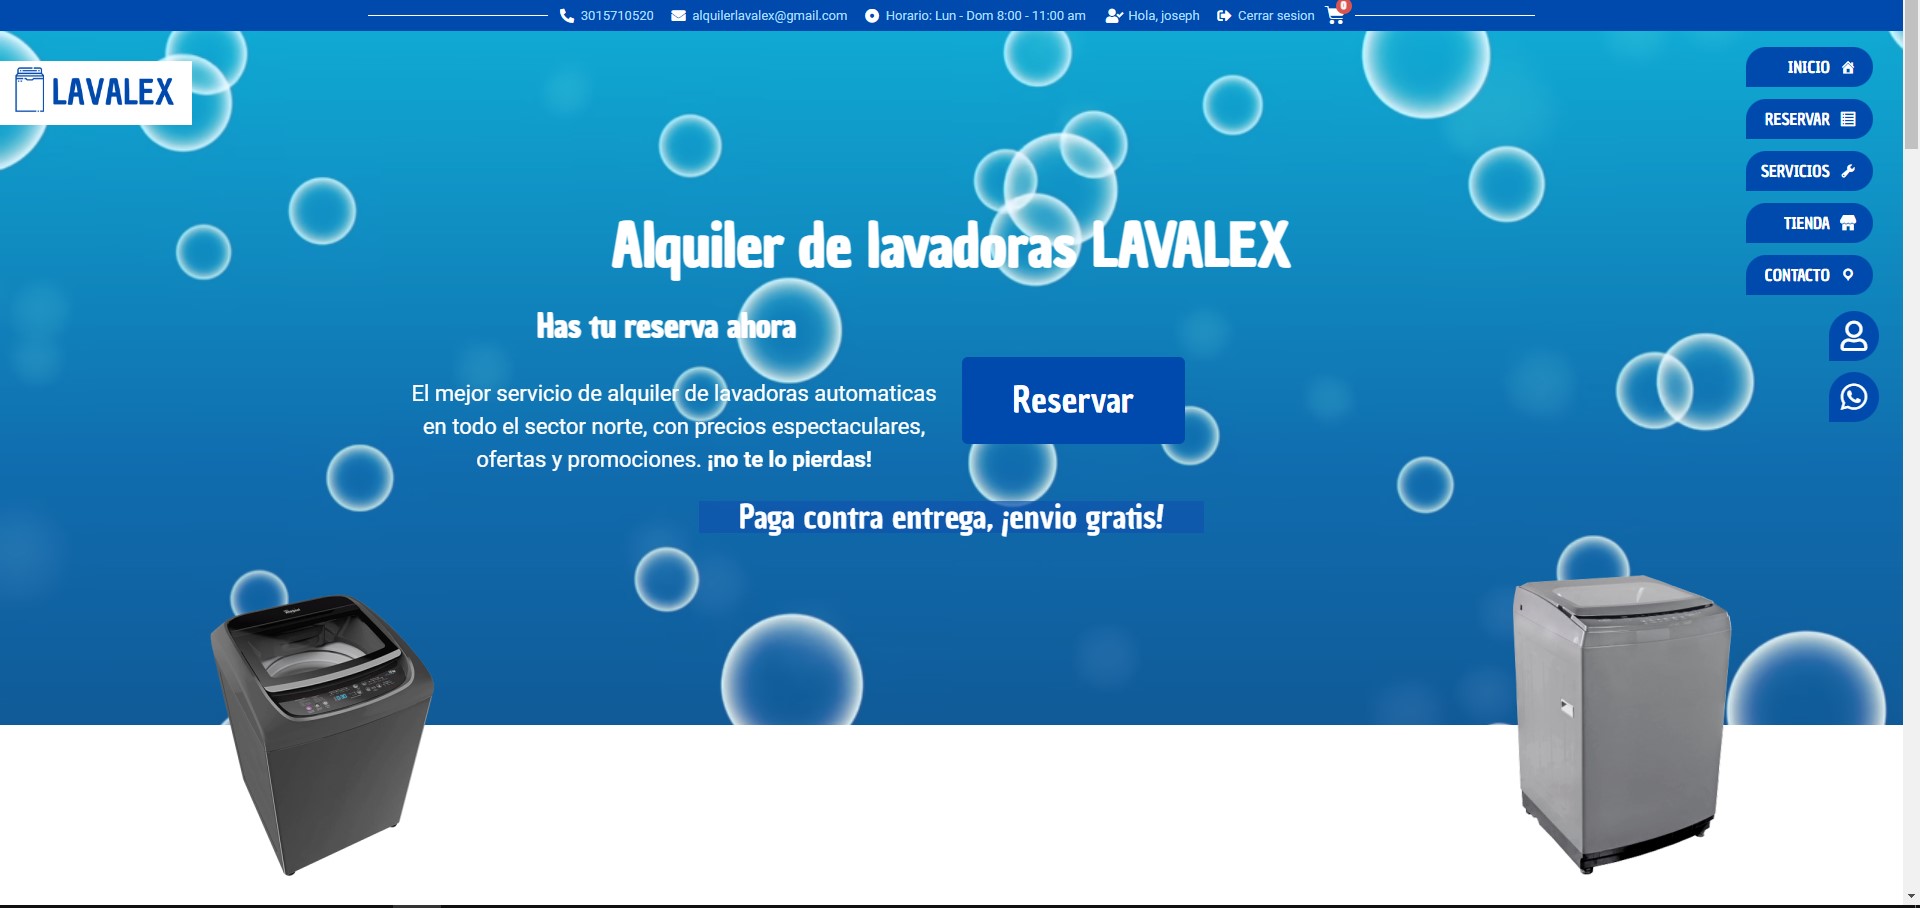 3015710520 alquilerlavalex@gmail.com Horario: Lun - Dom 8:00 - 11:00 am Hola, joseph Cerrar sesion 0
LAVALEX
INICIO
RESERVAR
SERVICIOS
TIENDA
CONTACTO
Alquiler de lavadoras LAVALEX
Has tu reserva ahora
El mejor servicio de alquiler de lavadoras automaticas
en todo el sector norte, con precios espectaculares,
ofertas y promociones. ¡no te lo pierdas!
Reservar
Paga contra entrega, ¡envio gratis!